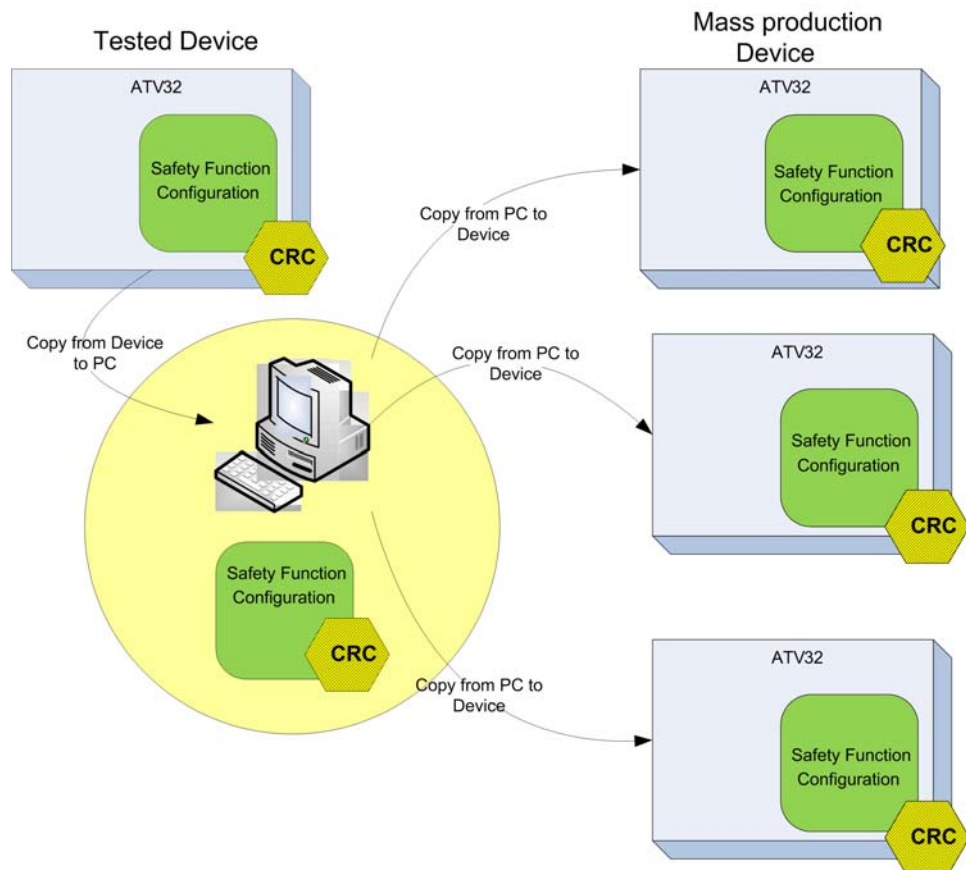 Tested Device
ATV32
Safety Function
Configuration
CRC
Copy from Device
to PC
Safety Function
Configuration
CRC
Copy from PC to
Device
Copy from PC to
Device
Copy from PC to
Device
Mass production
Device
ATV32
Safety Function
Configuration
CRC
ATV32
Safety Function
Configuration
CRC
ATV32
Safety Function
Configuration
CRC